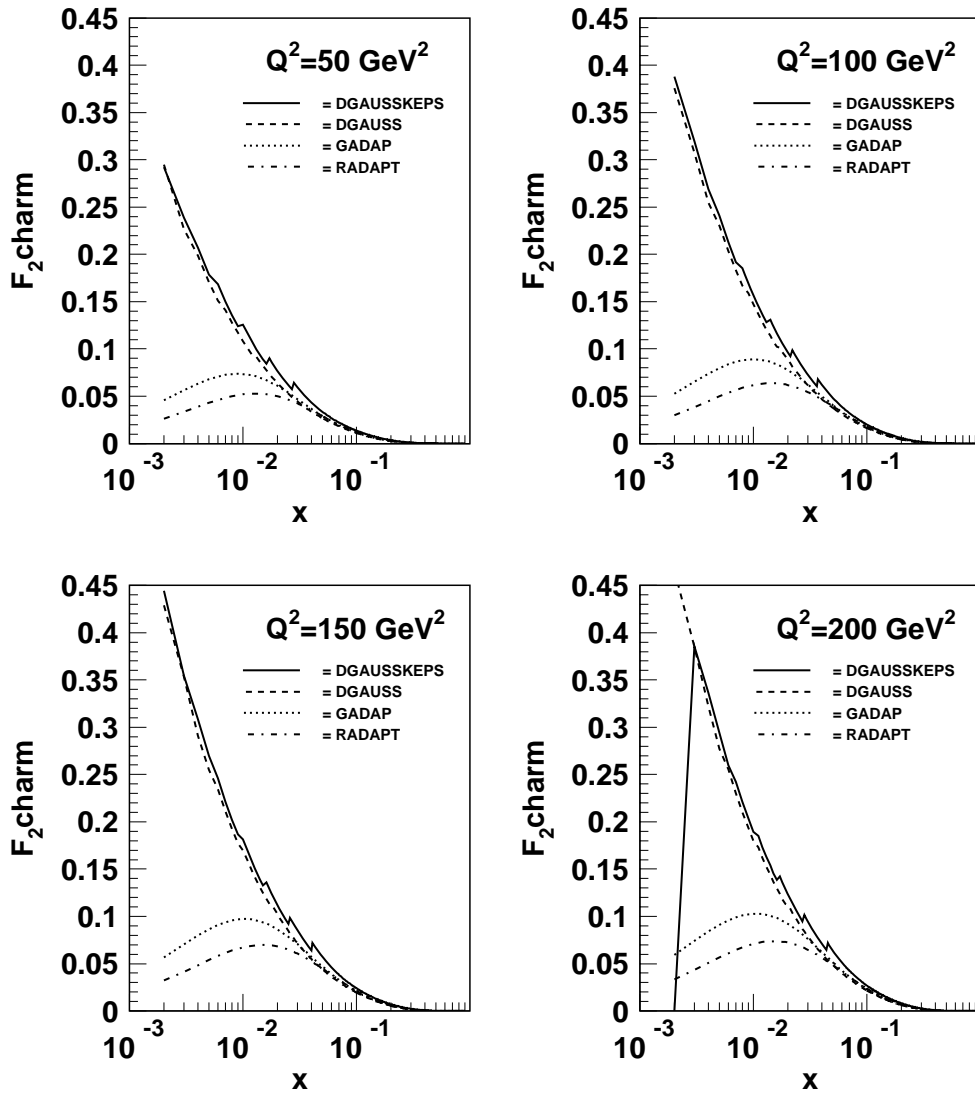 0.45
0.4
0.35
0.3
0.25
0.2
0.15
0.1
0.05
0
F₂charm
Q²=50 GeV²
= DGAUSSKEPS
= DGAUSS
= GADAP
= RADAPT
10⁻³ 10⁻² 10⁻¹
x
0.45
0.4
0.35
0.3
0.25
0.2
0.15
0.1
0.05
0
F₂charm
Q²=100 GeV²
= DGAUSSKEPS
= DGAUSS
= GADAP
= RADAPT
10⁻³ 10⁻² 10⁻¹
x
0.45
0.4
0.35
0.3
0.25
0.2
0.15
0.1
0.05
0
F₂charm
Q²=150 GeV²
= DGAUSSKEPS
= DGAUSS
= GADAP
= RADAPT
10⁻³ 10⁻² 10⁻¹
x
0.45
0.4
0.35
0.3
0.25
0.2
0.15
0.1
0.05
0
F₂charm
Q²=200 GeV²
= DGAUSSKEPS
= DGAUSS
= GADAP
= RADAPT
10⁻³ 10⁻² 10⁻¹
x